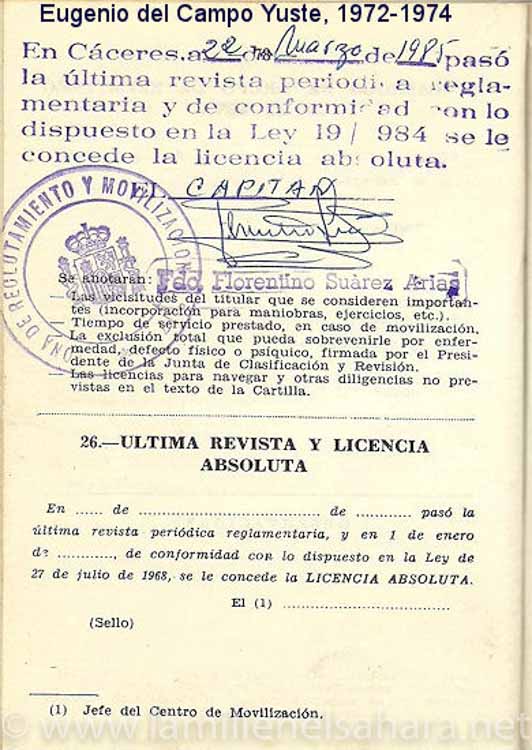 Eugenio del Campo Yuste, 1972-1974
En Cáceres, a 22 de Marzo de 1985 pasó
la última revista periodi a regla-
mentaria y de conformidad con lo
dispuesto en la Ley 19/ 984 se le
concede la licencia absoluta.
El CAPITAN
ZONA DE RECLUTAMIENTO Y MOVILIZACION
Se anotarán: Fdo. Florentino Suàrez Arias
— Las vicisitudes del titular que se consideren importan-
tes (incorporación para maniobras, ejercicios, etc.).
— Tiempo de servicio prestado, en caso de movilización.
— La exclusión total que pueda sobrevenirle por enfer-
medad, defecto físico o psíquico, firmada por el Presi-
dente de la Junta de Clasificación y Revisión.
— Las licencias para navegar y otras diligencias no pre-
vistas en el texto de la Cartilla.
26.—ULTIMA REVISTA Y LICENCIA
ABSOLUTA
En ...... de ........................................ de ............ pasó la
última revista periódica reglamentaria, y en 1 de enero
de ............, de conformidad con lo dispuesto en la Ley de
27 de julio de 1968, se le concede la LICENCIA ABSOLUTA.
El (1) .....................................
(Sello)
(1) Jefe del Centro de Movilización.
© www.lamilienelsahara.net